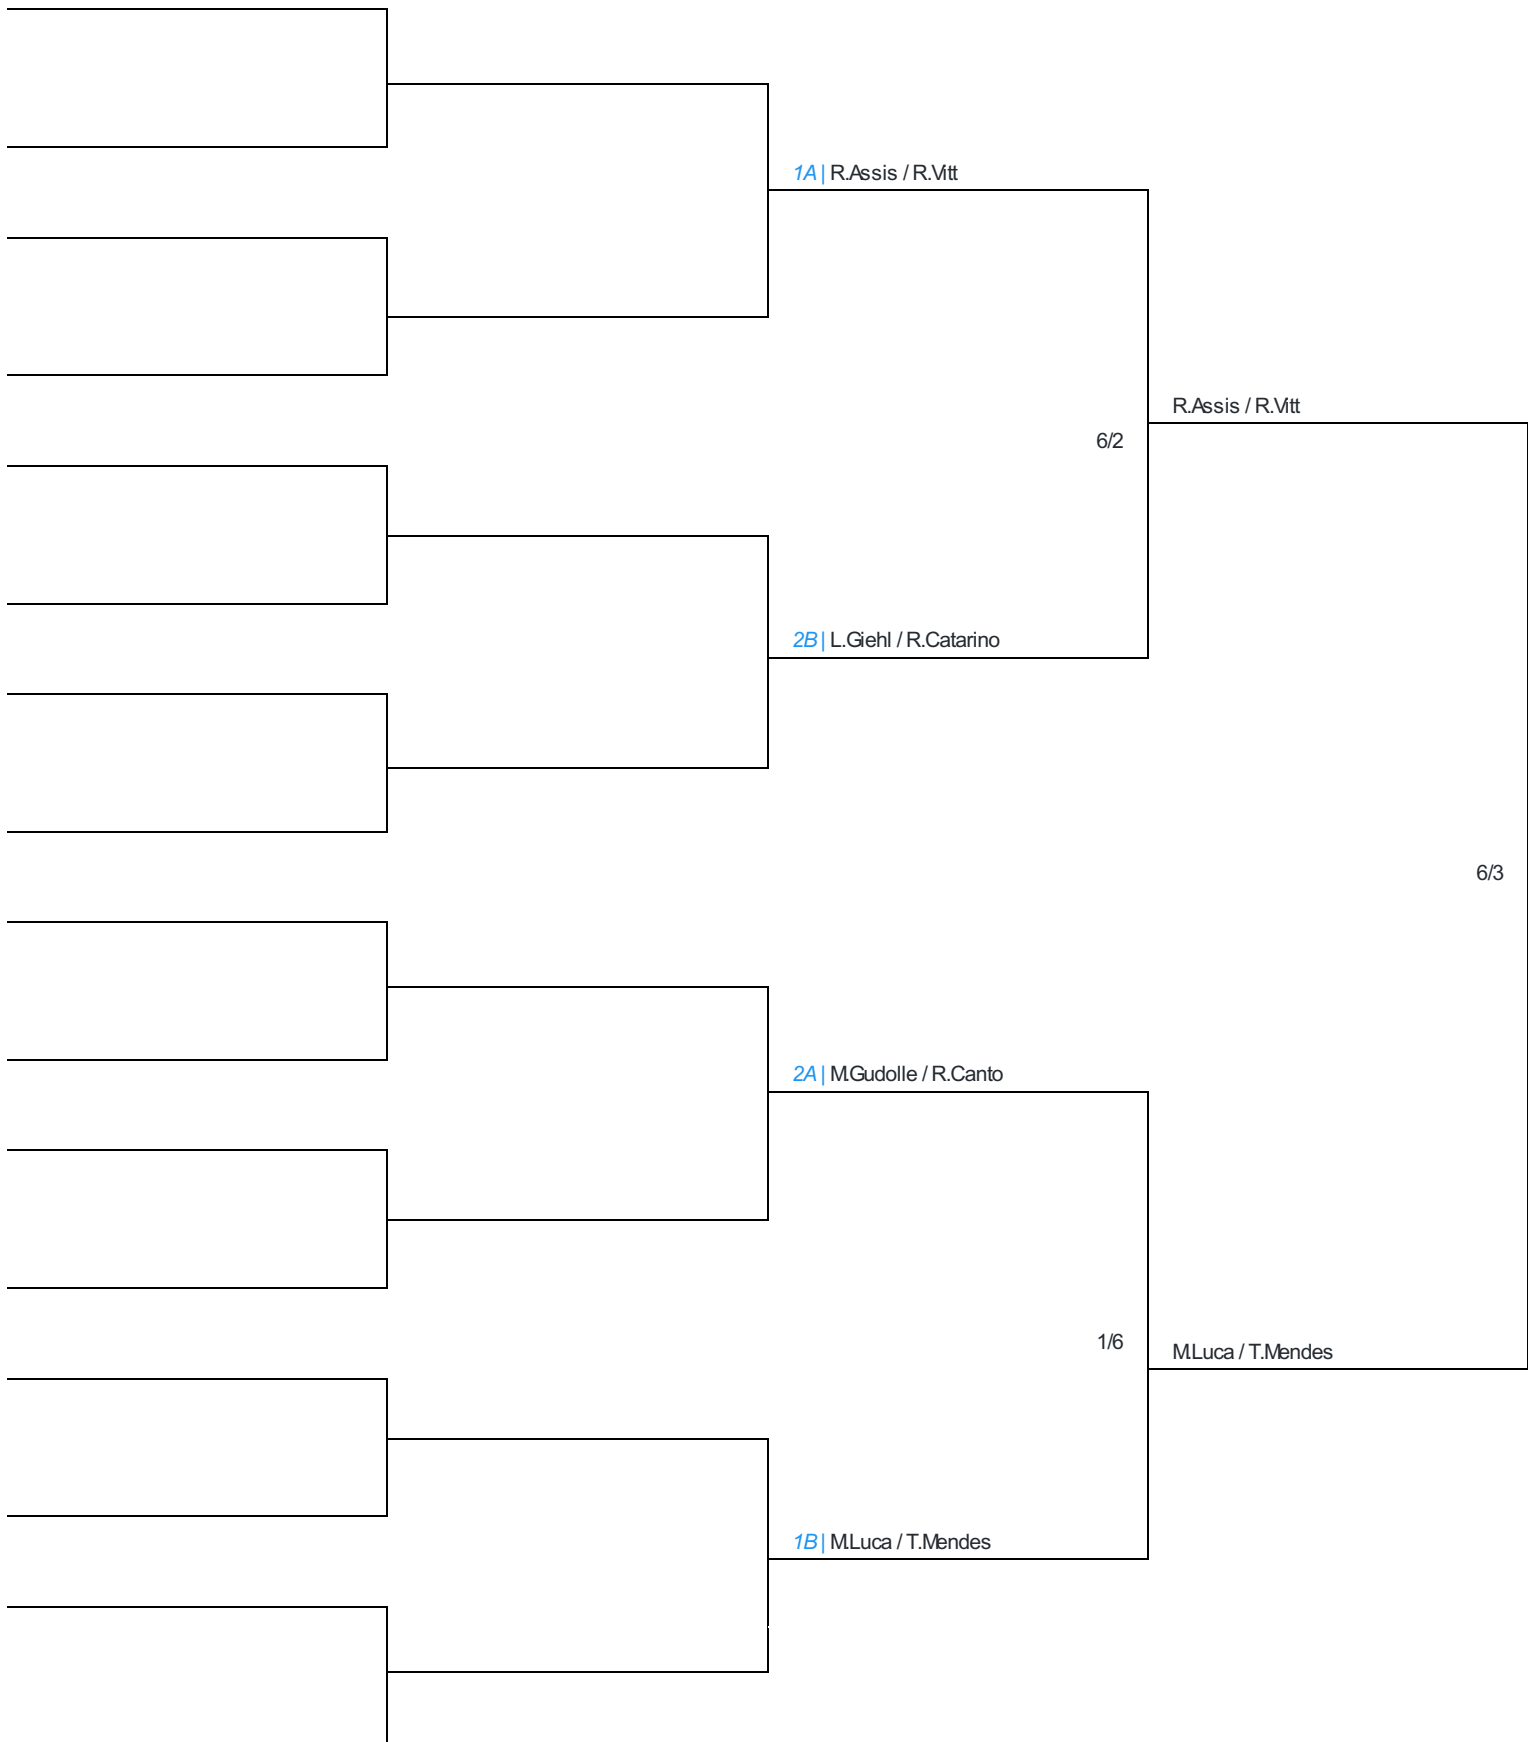 1A | R.Assis / R.Vitt
R.Assis / R.Vitt
6/2
2B | L.Giehl / R.Catarino
6/3
2A | M.Gudolle / R.Canto
1/6
M.Luca / T.Mendes
1B | M.Luca / T.Mendes